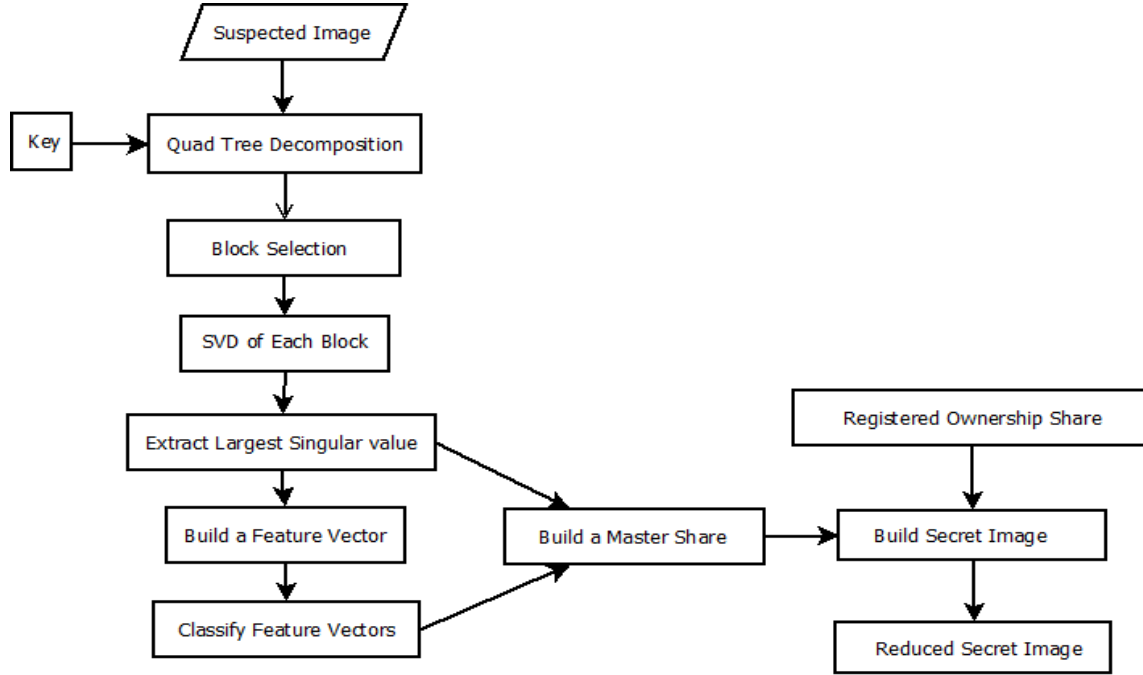 Suspected Image
Key
Quad Tree Decomposition
Block Selection
SVD of Each Block
Extract Largest Singular value
Registered Ownership Share
Build a Feature Vector
Build a Master Share
Build Secret Image
Classify Feature Vectors
Reduced Secret Image